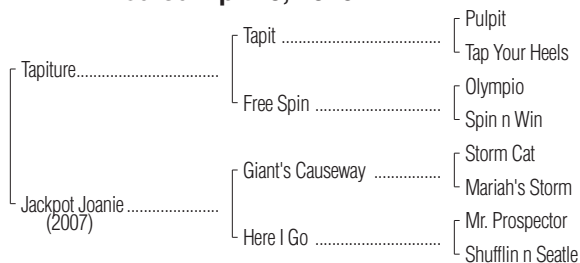 Pulpit
Tapit ........................................
Tap Your Heels
Tapiture....................................
Olympio
Free Spin ................................
Spin n Win
Storm Cat
Giant's Causeway .................
Mariah's Storm
Jackpot Joanie .......................
(2007)
Mr. Prospector
Here I Go ................................
Shufflin n Seatle